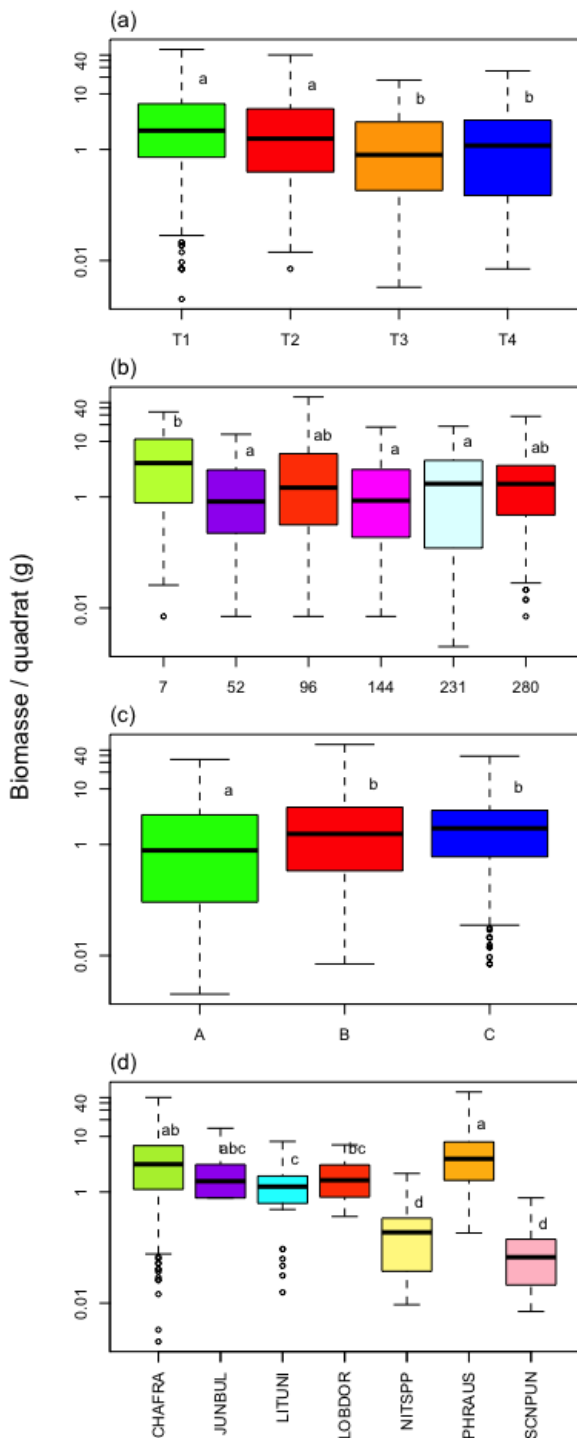 (a)
40
10
1
0.01
a
a
b
b
T1
T2
T3
T4
(b)
40
10
1
0.01
b
a
ab
a
a
ab
7
52
96
144
231
280
Biomasse / quadrat (g)
(c)
40
10
1
0.01
a
b
b
A
B
C
(d)
40
10
1
0.01
ab
abc
c
bc
d
a
d
CHAFRA
JUNBUL
LITUNI
LOBDOR
NITSPP
PHRAUS
SCNPUN